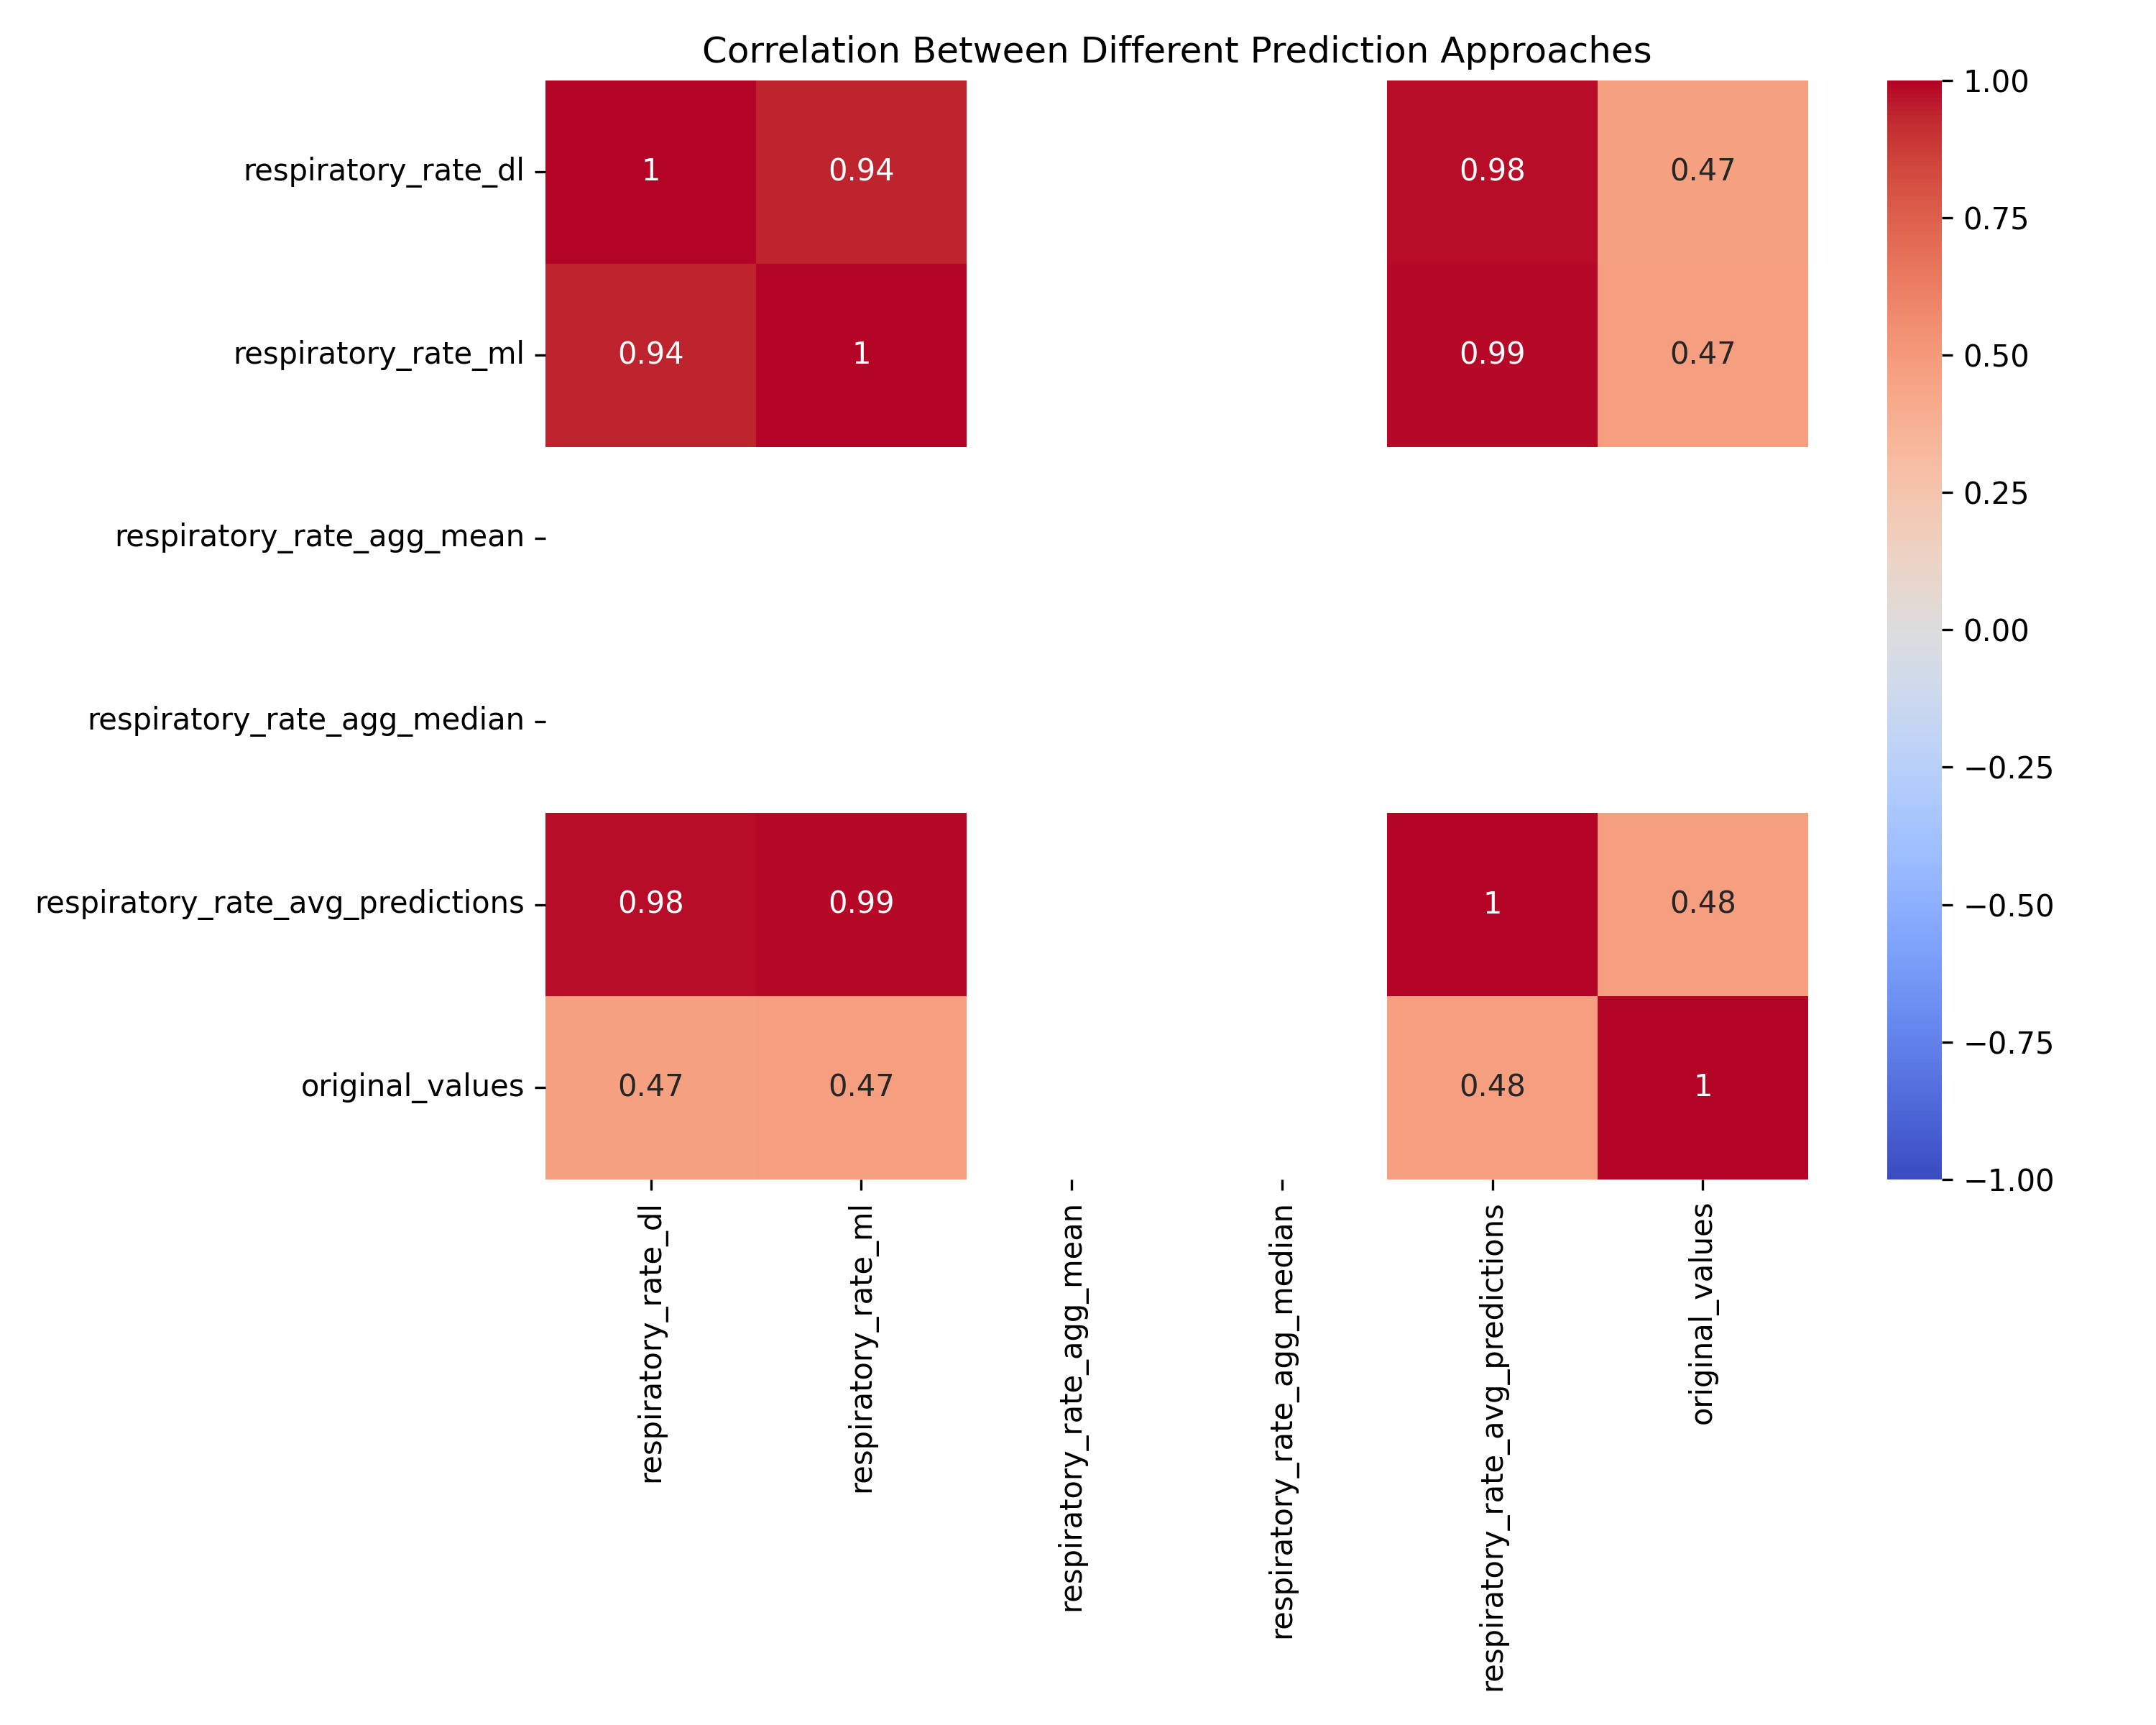 Correlation Between Different Prediction Approaches
respiratory_rate_dl
1
0.94
0.98
0.47
respiratory_rate_ml
0.94
1
0.99
0.47
respiratory_rate_agg_mean
respiratory_rate_agg_median
respiratory_rate_avg_predictions
0.98
0.99
1
0.48
original_values
0.47
0.47
0.48
1
respiratory_rate_dl
respiratory_rate_ml
respiratory_rate_agg_mean
respiratory_rate_agg_median
respiratory_rate_avg_predictions
original_values
1.00
0.75
0.50
0.25
0.00
−0.25
−0.50
−0.75
−1.00